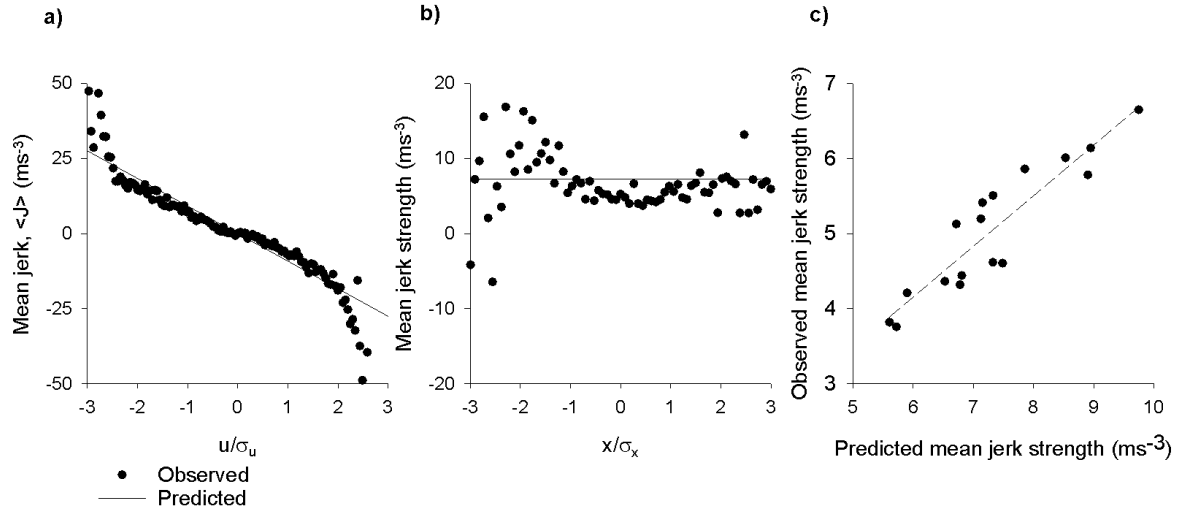 a)
Mean jerk, <J> (ms-3)
50
25
0
-25
-50
-3 -2 -1 0 1 2 3
u/σu
Observed
Predicted
b)
Mean jerk strength (ms-3)
20
10
0
-10
-20
-3 -2 -1 0 1 2 3
x/σx
c)
Observed mean jerk strength (ms-3)
7
6
5
4
3
5 6 7 8 9 10
Predicted mean jerk strength (ms-3)